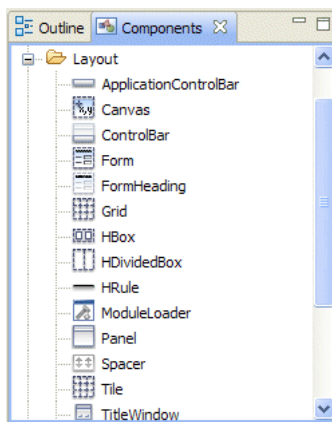 Outline Components
Layout
ApplicationControlBar
Canvas
ControlBar
Form
FormHeading
Grid
HBox
HDividedBox
HRule
ModuleLoader
Panel
Spacer
Tile
TitleWindow